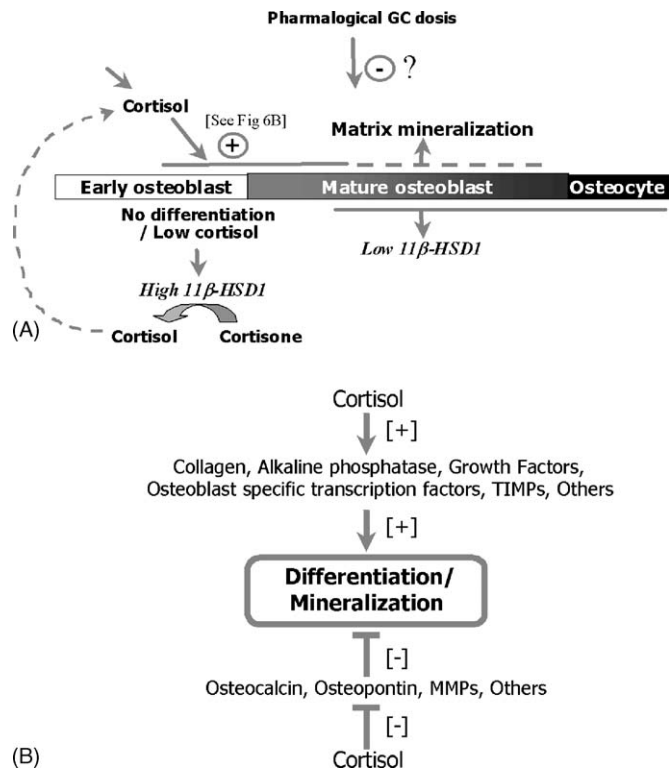 Pharmalogical GC dosis
- ?
Cortisol
[See Fig 6B]
+
Matrix mineralization
Early osteoblast Mature osteoblast Osteocyte
No differentiation
/ Low cortisol
Low 11β-HSD1
High 11β-HSD1
Cortisol Cortisone
(A)
Cortisol
[+]
Collagen, Alkaline phosphatase, Growth Factors,
Osteoblast specific transcription factors, TIMPs, Others
[+]
Differentiation/
Mineralization
[-]
Osteocalcin, Osteopontin, MMPs, Others
[-]
Cortisol
(B)